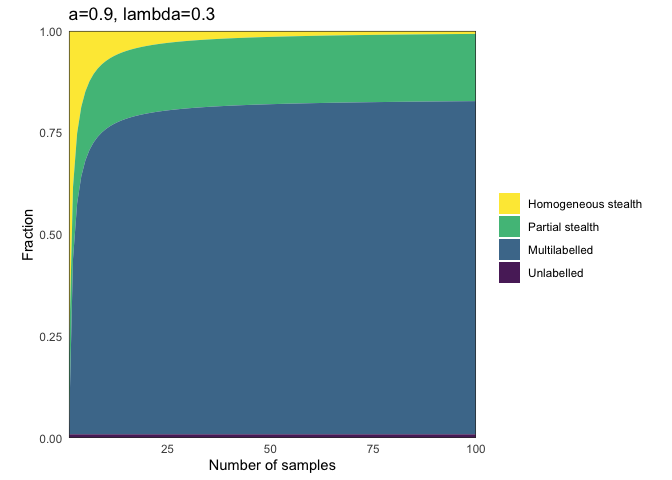 a=0.9, lambda=0.3
1.00
0.75
0.50
0.25
0.00
Fraction
25
50
75
100
Number of samples
Homogeneous stealth
Partial stealth
Multilabelled
Unlabelled